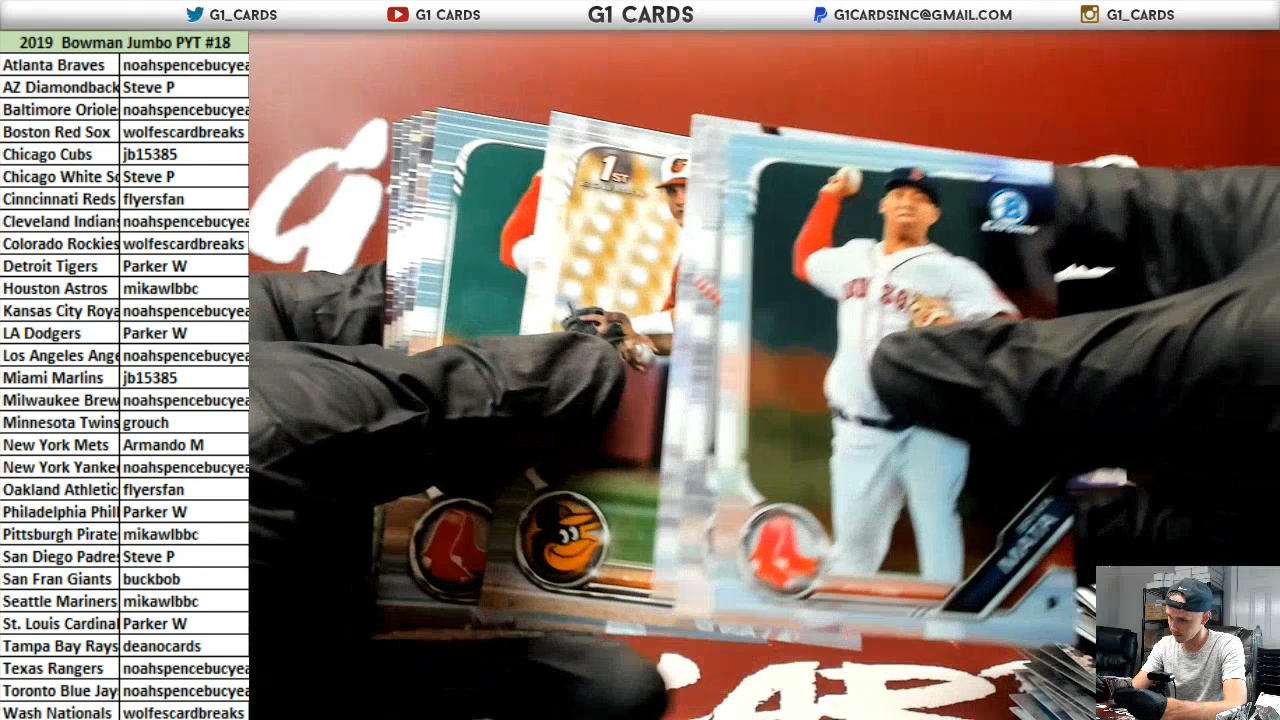 G1_CARDS G1 CARDS G1 CARDS G1CARDSINC@GMAIL.COM G1_CARDS
2019 Bowman Jumbo PYT #18
Atlanta Braves noahspencebucyea
AZ Diamondback Steve P
Baltimore Oriole noahspencebucyea
Boston Red Sox wolfescardbreaks
Chicago Cubs jb15385
Chicago White So Steve P
Cinncinnati Reds flyersfan
Cleveland Indian noahspencebucyea
Colorado Rockies wolfescardbreaks
Detroit Tigers Parker W
Houston Astros mikawlbbc
Kansas City Roya noahspencebucyea
LA Dodgers Parker W
Los Angeles Ange noahspencebucyea
Miami Marlins jb15385
Milwaukee Brew noahspencebucyea
Minnesota Twins grouch
New York Mets Armando M
New York Yankee noahspencebucyea
Oakland Athletic flyersfan
Philadelphia Phill Parker W
Pittsburgh Pirate mikawlbbc
San Diego Padre Steve P
San Fran Giants buckbob
Seattle Mariners mikawlbbc
St. Louis Cardinal Parker W
Tampa Bay Rays deanocards
Texas Rangers noahspencebucyea
Toronto Blue Jay noahspencebucyea
Wash Nationals wolfescardbreaks
1ST